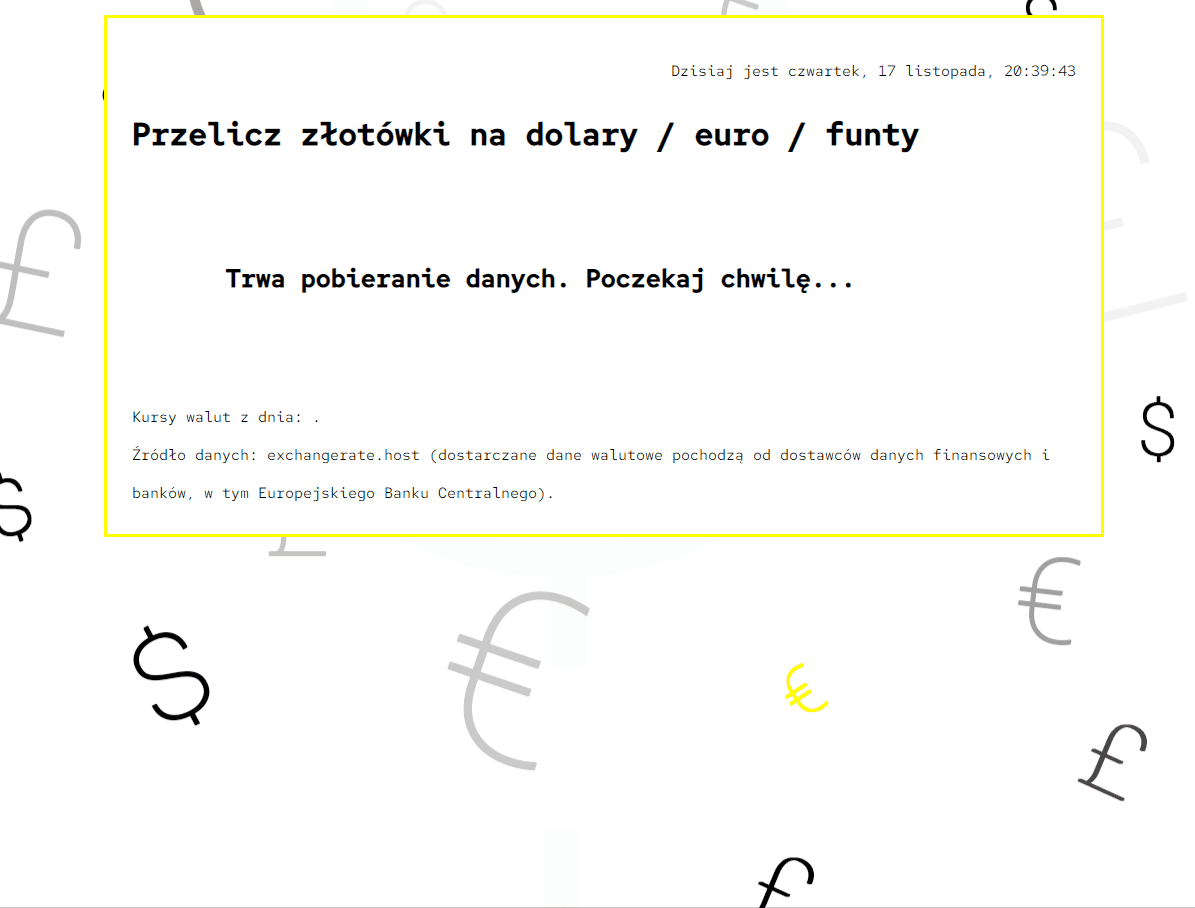 Dzisiaj jest czwartek, 17 listopada, 20:39:43
Przelicz złotówki na dolary / euro / funty
Trwa pobieranie danych. Poczekaj chwilę...
Kursy walut z dnia: .
Źródło danych: exchangerate.host (dostarczane dane walutowe pochodzą od dostawców danych finansowych i
banków, w tym Europejskiego Banku Centralnego).